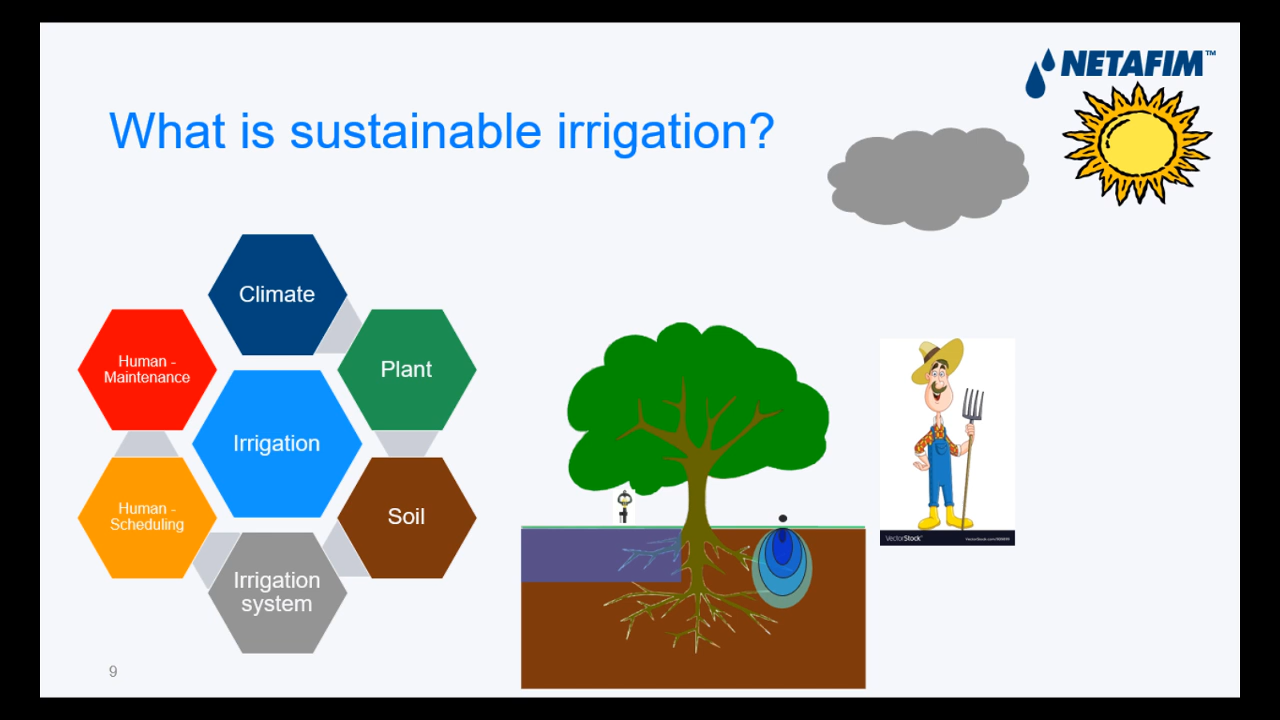 NETAFIM™
What is sustainable irrigation?
Climate
Human -
Maintenance
Plant
Irrigation
Human -
Scheduling
Soil
Irrigation
system
VectorStock®
9